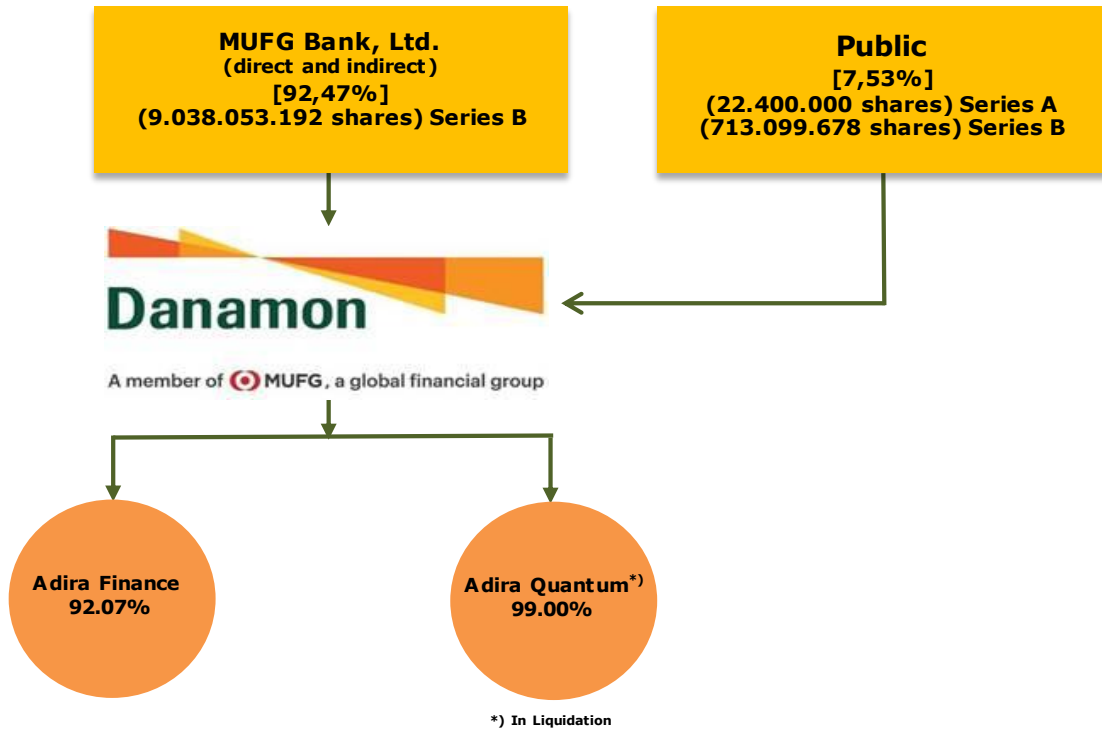 MUFG Bank, Ltd.
(direct and indirect)
[92,47%]
(9.038.053.192 shares) Series B
Public
[7,53%]
(22.400.000 shares) Series A
(713.099.678 shares) Series B
Danamon
A member of MUFG, a global financial group
Adira Finance
92.07%
Adira Quantum*)
99.00%
*) In Liquidation